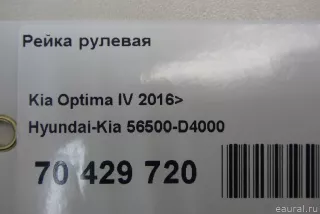 Рейка рулевая
Kia Optima IV 2016>
Hyundai-Kia 56500-D4000
70 429 720
eaural.ru